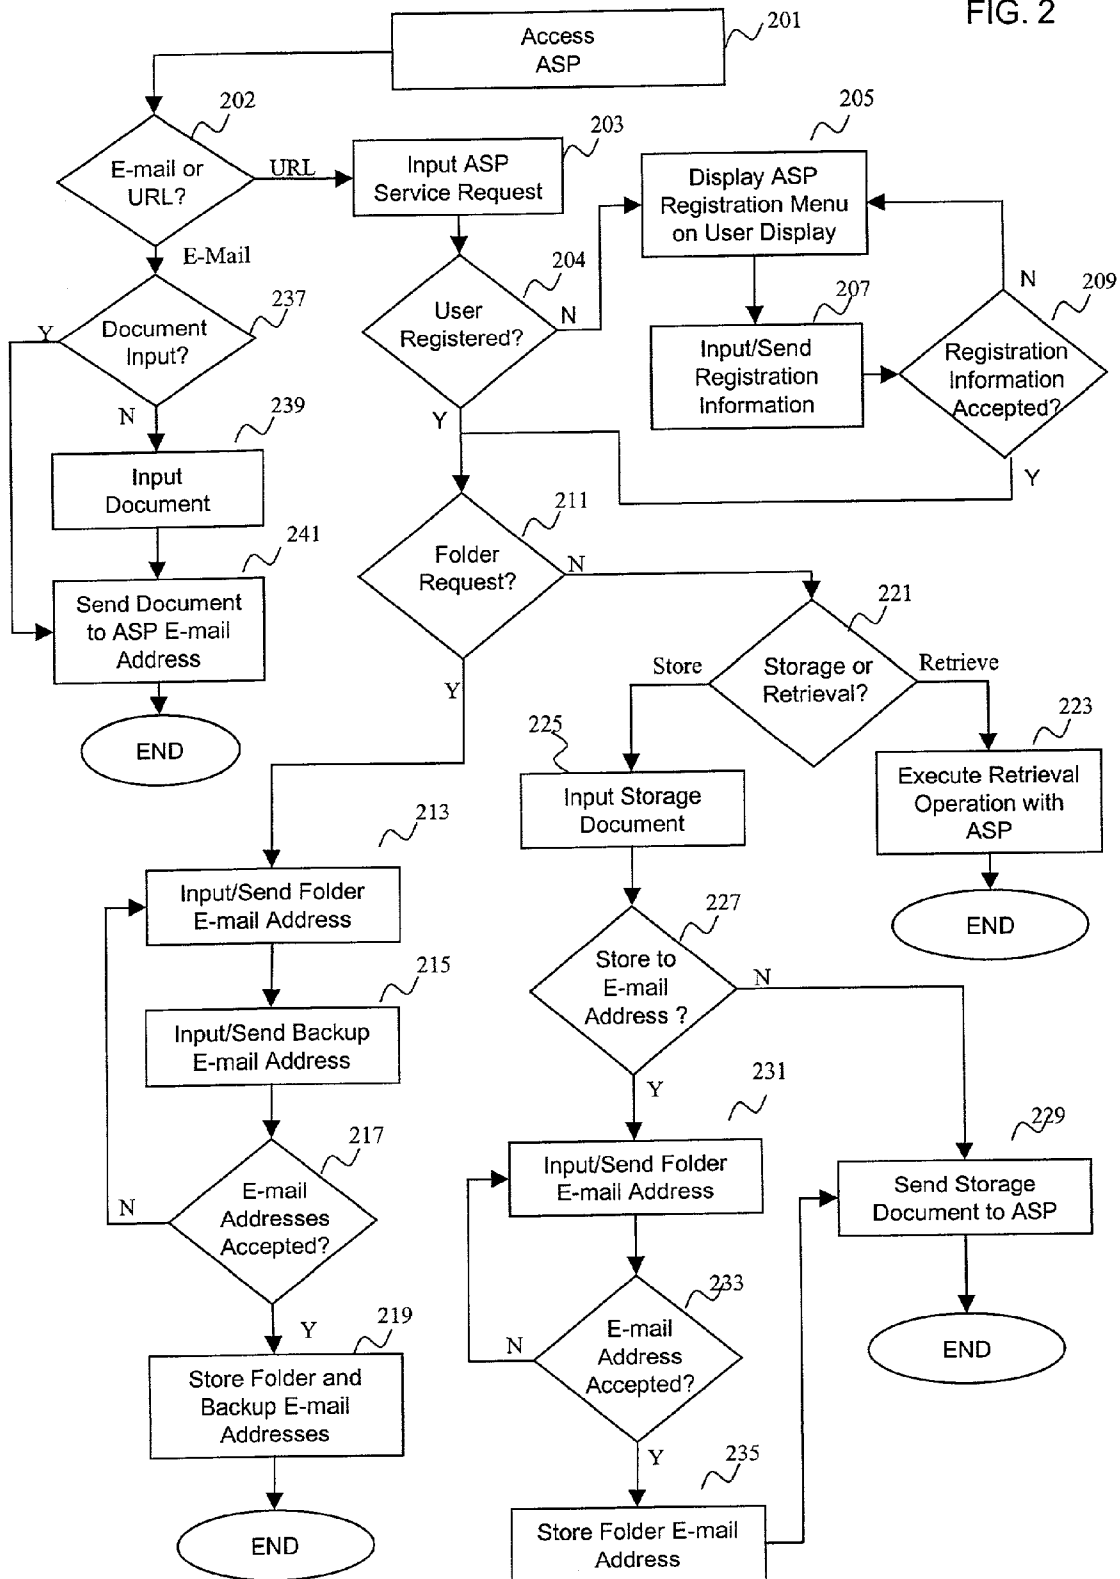 FIG. 2
Access
ASP
201
202
E-mail or
URL?
URL
E-Mail
203
Input ASP
Service Request
204
User
Registered?
N
Y
205
Display ASP
Registration Menu
on User Display
207
Input/Send
Registration
Information
209
Registration
Information
Accepted?
N
Y
237
Document
Input?
Y
N
239
Input
Document
241
Send Document
to ASP E-mail
Address
END
211
Folder
Request?
N
Y
221
Storage or
Retrieval?
Store
Retrieve
223
Execute Retrieval
Operation with
ASP
END
225
Input Storage
Document
227
Store to
E-mail
Address ?
N
Y
213
Input/Send Folder
E-mail Address
215
Input/Send Backup
E-mail Address
217
E-mail
Addresses
Accepted?
N
Y
219
Store Folder and
Backup E-mail
Addresses
END
231
Input/Send Folder
E-mail Address
233
E-mail
Address
Accepted?
N
Y
235
Store Folder E-mail
Address
229
Send Storage
Document to ASP
END